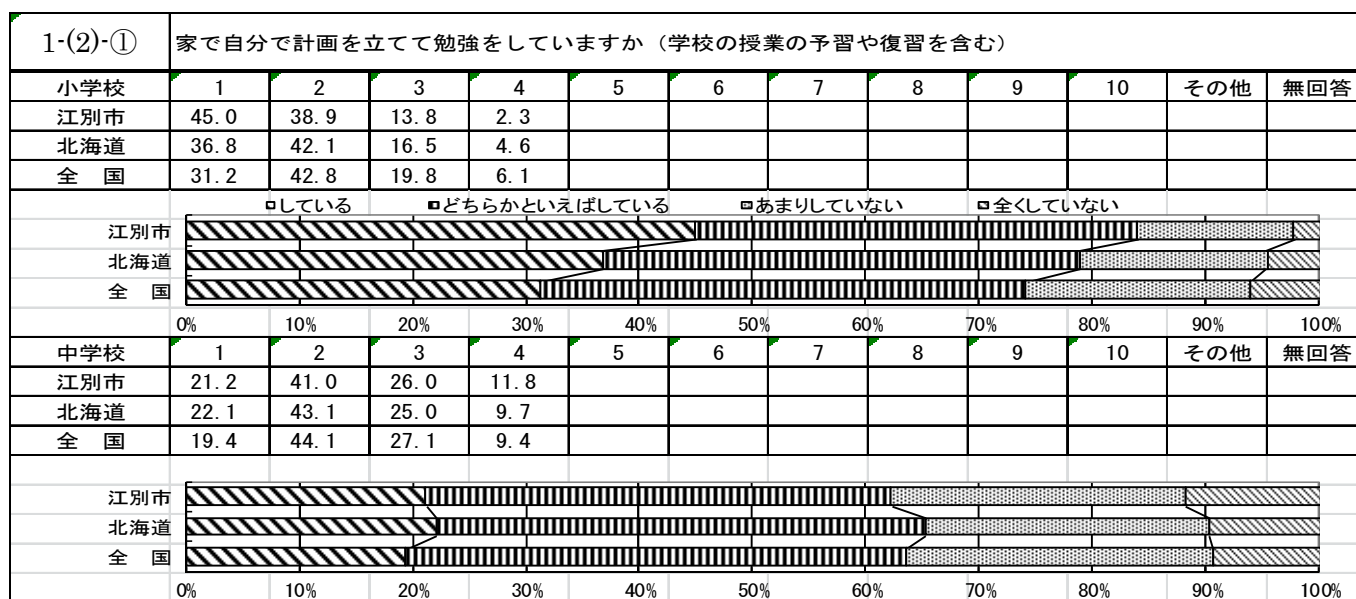 1-(2)-① 家で自分で計画を立てて勉強をしていますか（学校の授業の予習や復習を含む）
小学校 1 2 3 4 5 6 7 8 9 10 その他 無回答
江別市 45.0 38.9 13.8 2.3
北海道 36.8 42.1 16.5 4.6
全 国 31.2 42.8 19.8 6.1
している どちらかといえばしている あまりしていない 全くしていない
江別市
北海道
全 国
0% 10% 20% 30% 40% 50% 60% 70% 80% 90% 100%
中学校 1 2 3 4 5 6 7 8 9 10 その他 無回答
江別市 21.2 41.0 26.0 11.8
北海道 22.1 43.1 25.0 9.7
全 国 19.4 44.1 27.1 9.4
江別市
北海道
全 国
0% 10% 20% 30% 40% 50% 60% 70% 80% 90% 100%